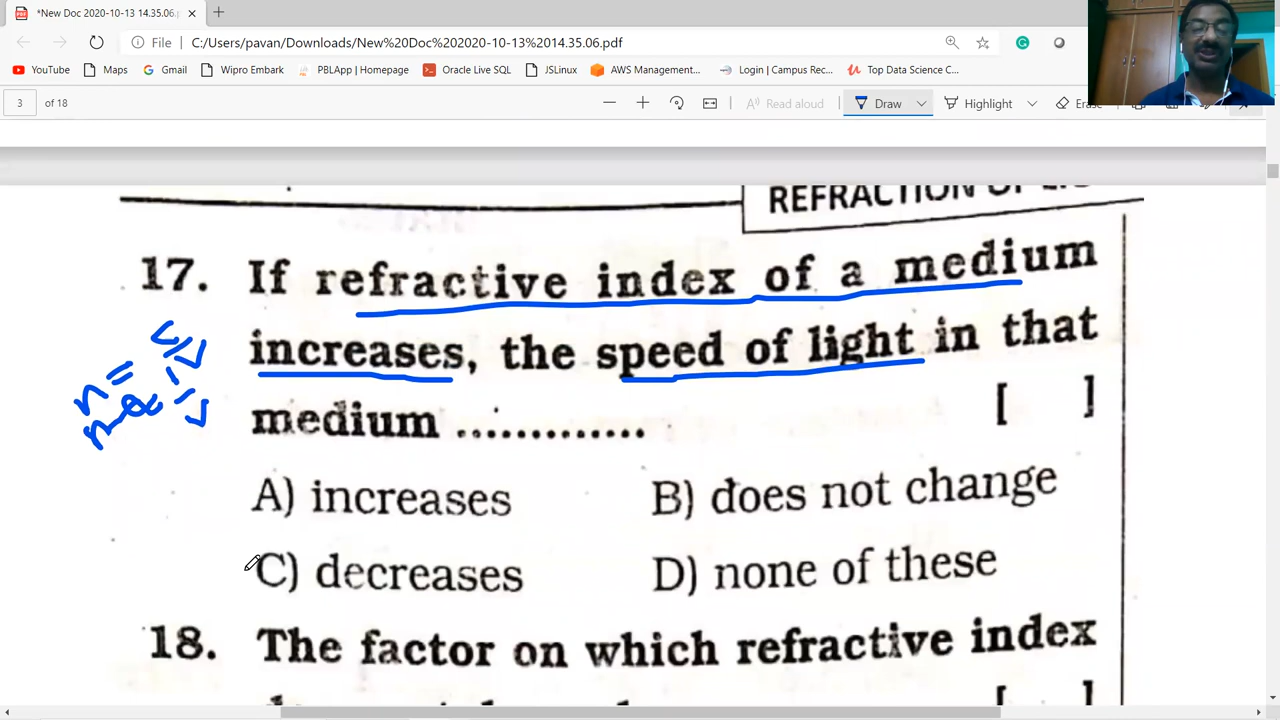 *New Doc 2020-10-13 14.35.06.p
File C:/Users/pavan/Downloads/New%20Doc%202020-10-13%2014.35.06.pdf
YouTube Maps Gmail Wipro Embark PBLApp | Homepage Oracle Live SQL JSLinux AWS Management... Login | Campus Rec... Top Data Science C...
3 of 18 Read aloud Draw Highlight Erase
REFRACTION OF
17. If refractive index of a medium
increases, the speed of light in that
medium ............. [ ]
n = c/v
n ∝ 1/v
A) increases B) does not change
C) decreases D) none of these
18. The factor on which refractive index